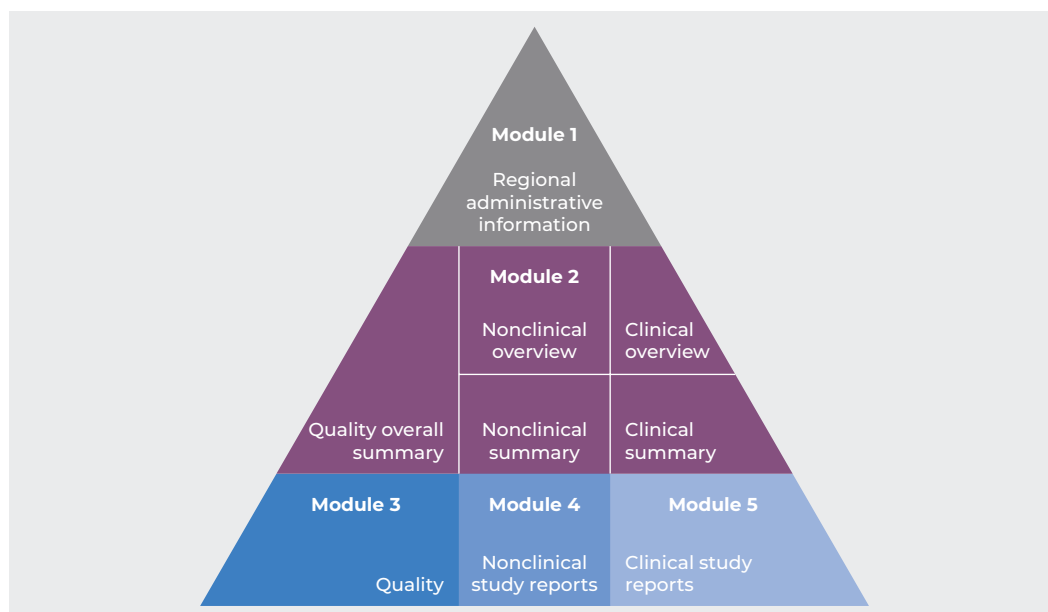 Module 1
Regional
administrative
information
Module 2
Nonclinical
overview
Clinical
overview
Quality overall
summary
Nonclinical
summary
Clinical
summary
Module 3
Quality
Module 4
Nonclinical
study reports
Module 5
Clinical study
reports